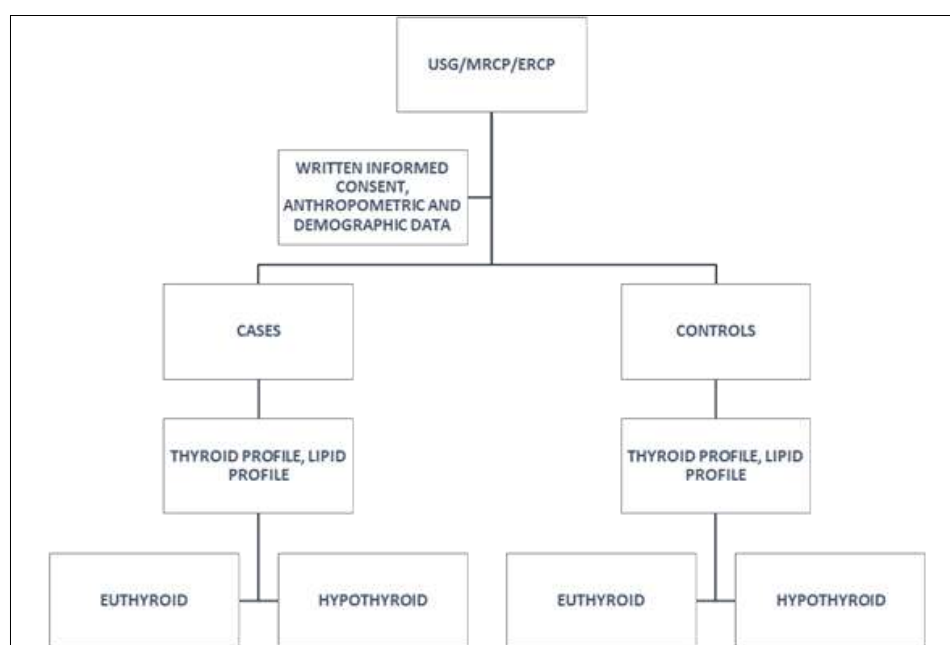 USG/MRCP/ERCP
WRITTEN INFORMED
CONSENT,
ANTHROPOMETRIC AND
DEMOGRAPHIC DATA
CASES
CONTROLS
THYROID PROFILE, LIPID
PROFILE
THYROID PROFILE, LIPID
PROFILE
EUTHYROID
HYPOTHYROID
EUTHYROID
HYPOTHYROID